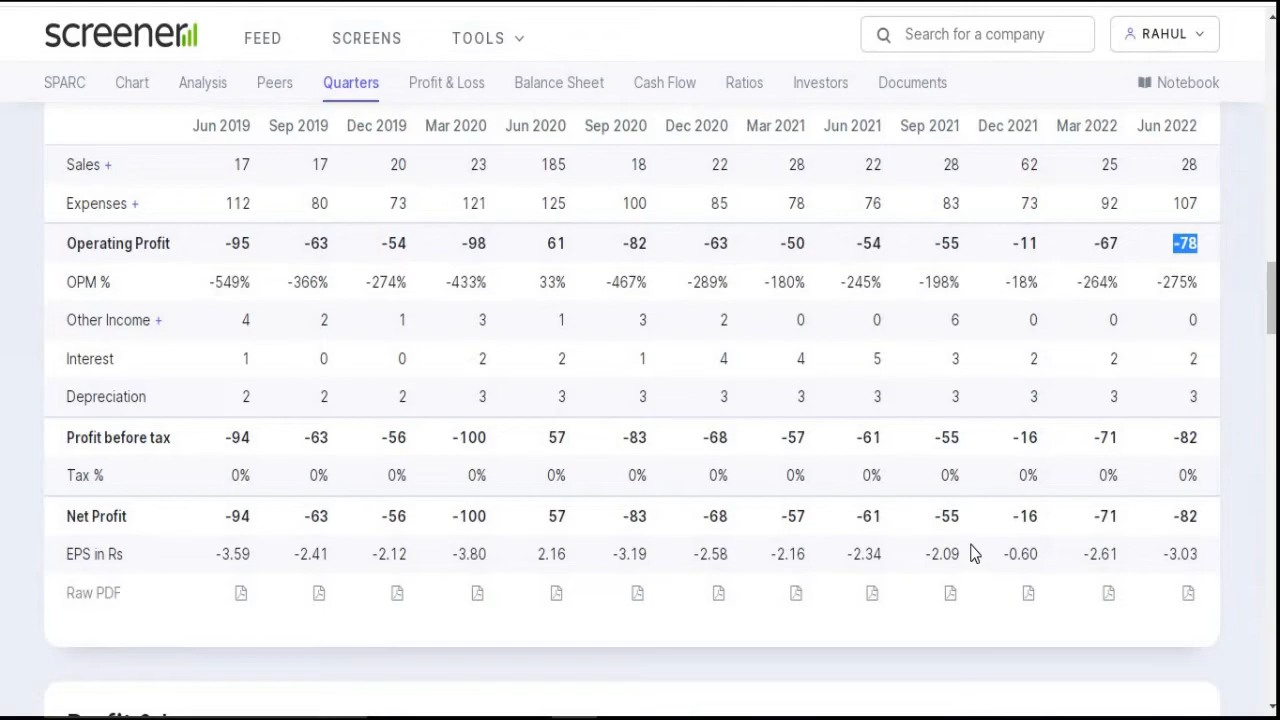 screener FEED SCREENS TOOLS Search for a company RAHUL
SPARC Chart Analysis Peers Quarters Profit & Loss Balance Sheet Cash Flow Ratios Investors Documents Notebook
Jun 2019 Sep 2019 Dec 2019 Mar 2020 Jun 2020 Sep 2020 Dec 2020 Mar 2021 Jun 2021 Sep 2021 Dec 2021 Mar 2022 Jun 2022
Sales + 17 17 20 23 185 18 22 28 22 28 62 25 28
Expenses + 112 80 73 121 125 100 85 78 76 83 73 92 107
Operating Profit -95 -63 -54 -98 61 -82 -63 -50 -54 -55 -11 -67 -78
OPM % -549% -366% -274% -433% 33% -467% -289% -180% -245% -198% -18% -264% -275%
Other Income + 4 2 1 3 1 3 2 0 0 6 0 0 0
Interest 1 0 0 2 2 1 4 4 5 3 2 2 2
Depreciation 2 2 2 3 3 3 3 3 3 3 3 3 3
Profit before tax -94 -63 -56 -100 57 -83 -68 -57 -61 -55 -16 -71 -82
Tax % 0% 0% 0% 0% 0% 0% 0% 0% 0% 0% 0% 0% 0%
Net Profit -94 -63 -56 -100 57 -83 -68 -57 -61 -55 -16 -71 -82
EPS in Rs -3.59 -2.41 -2.12 -3.80 2.16 -3.19 -2.58 -2.16 -2.34 -2.09 -0.60 -2.61 -3.03
Raw PDF